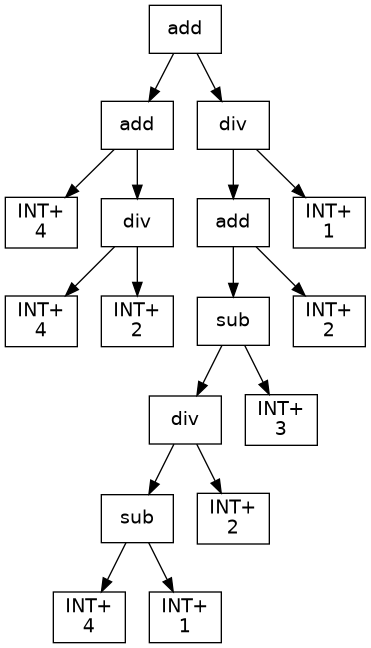 add
add
div
INT+
4
div
add
INT+
1
INT+
4
INT+
2
sub
INT+
2
div
INT+
3
sub
INT+
2
INT+
4
INT+
1